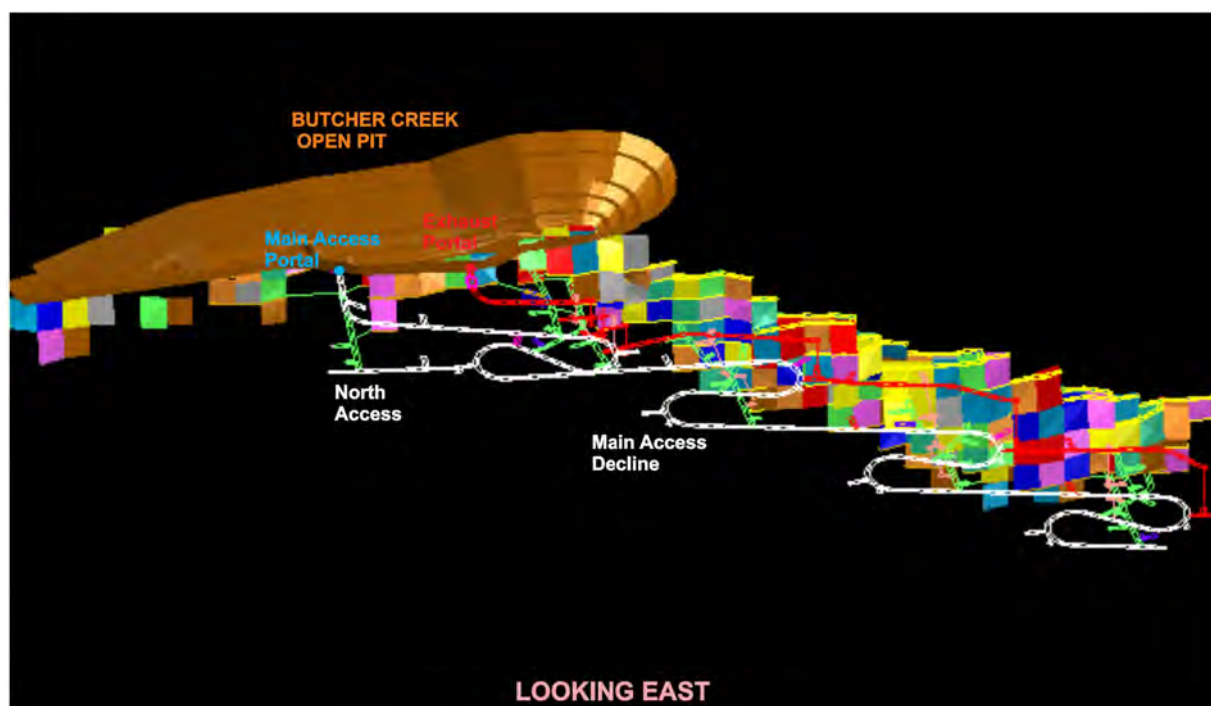 BUTCHER CREEK
OPEN PIT
Exhaust
Portal
Main Access
Portal
North
Access
Main Access
Decline
LOOKING EAST